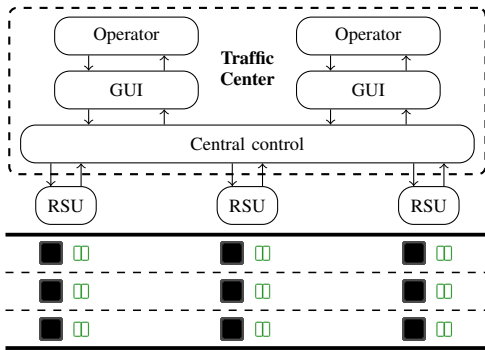 Operator
Operator
Traffic
Center
GUI
GUI
Central control
RSU
RSU
RSU